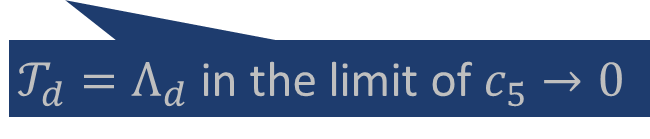 𝒯_d = Λ_d in the limit of c_5 → 0